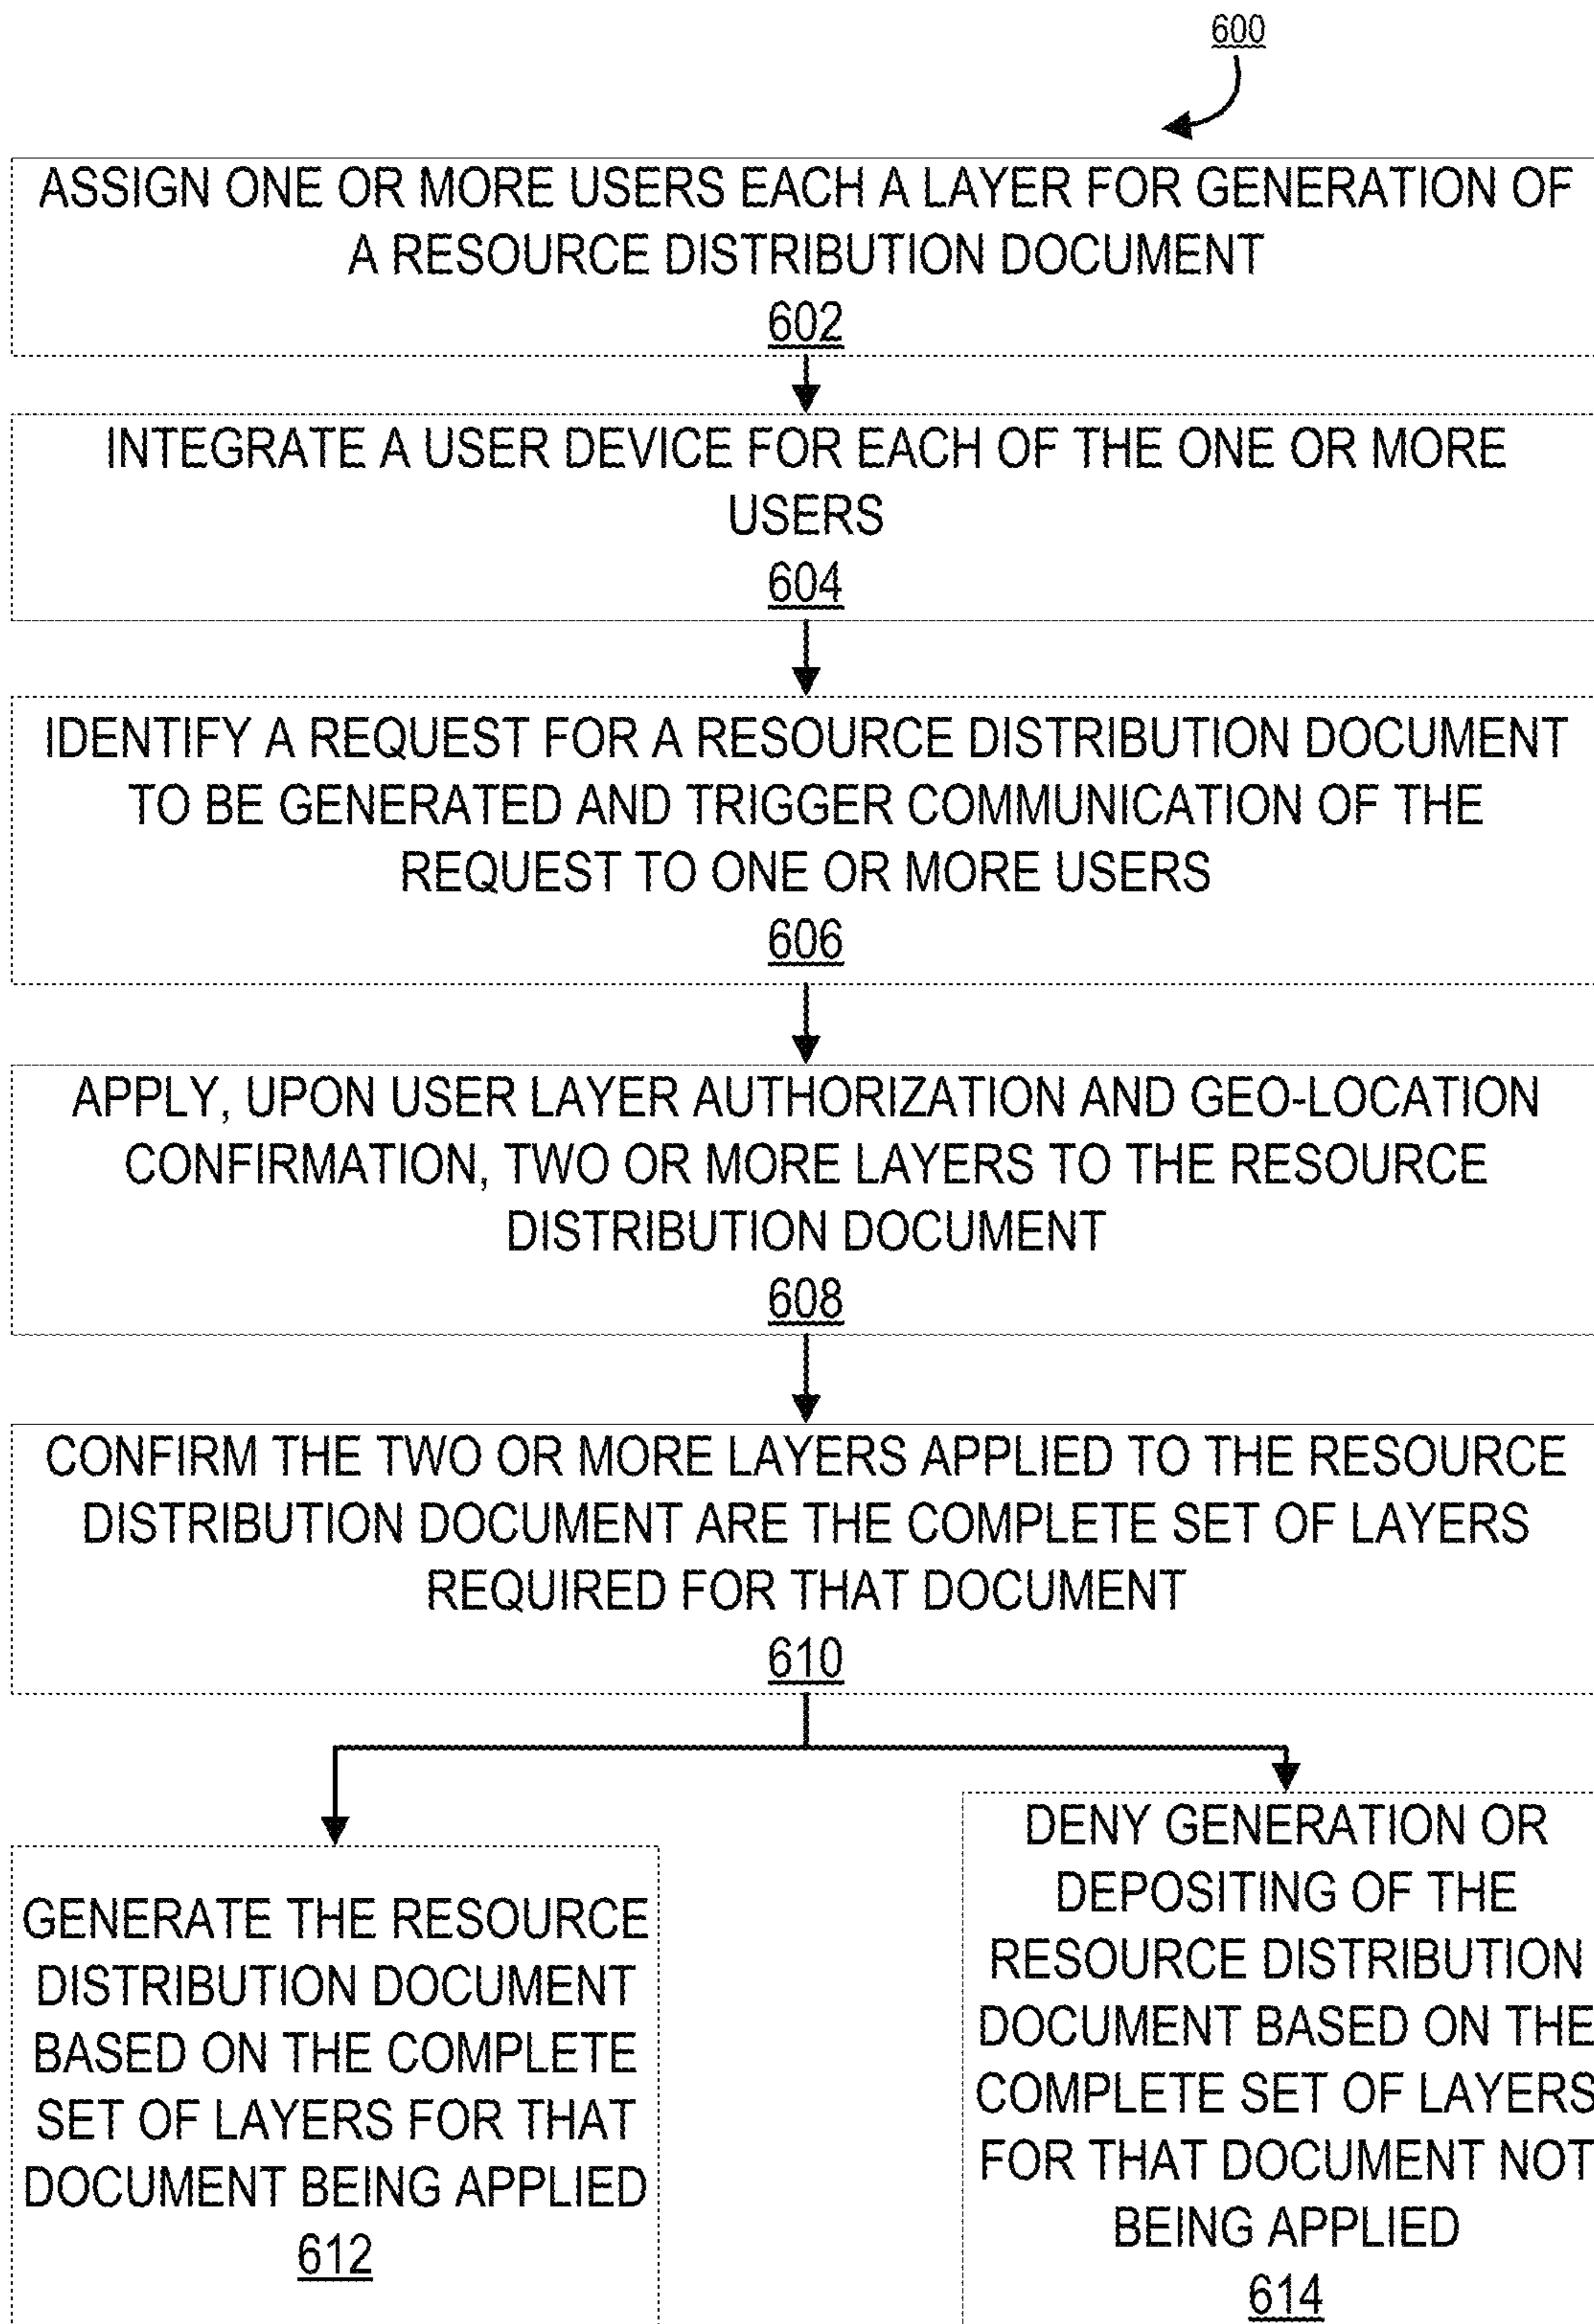 600
ASSIGN ONE OR MORE USERS EACH A LAYER FOR GENERATION OF
A RESOURCE DISTRIBUTION DOCUMENT
602
INTEGRATE A USER DEVICE FOR EACH OF THE ONE OR MORE
USERS
604
IDENTIFY A REQUEST FOR A RESOURCE DISTRIBUTION DOCUMENT
TO BE GENERATED AND TRIGGER COMMUNICATION OF THE
REQUEST TO ONE OR MORE USERS
606
APPLY, UPON USER LAYER AUTHORIZATION AND GEO-LOCATION
CONFIRMATION, TWO OR MORE LAYERS TO THE RESOURCE
DISTRIBUTION DOCUMENT
608
CONFIRM THE TWO OR MORE LAYERS APPLIED TO THE RESOURCE
DISTRIBUTION DOCUMENT ARE THE COMPLETE SET OF LAYERS
REQUIRED FOR THAT DOCUMENT
610
GENERATE THE RESOURCE
DISTRIBUTION DOCUMENT
BASED ON THE COMPLETE
SET OF LAYERS FOR THAT
DOCUMENT BEING APPLIED
612
DENY GENERATION OR
DEPOSITING OF THE
RESOURCE DISTRIBUTION
DOCUMENT BASED ON THE
COMPLETE SET OF LAYERS
FOR THAT DOCUMENT NOT
BEING APPLIED
614